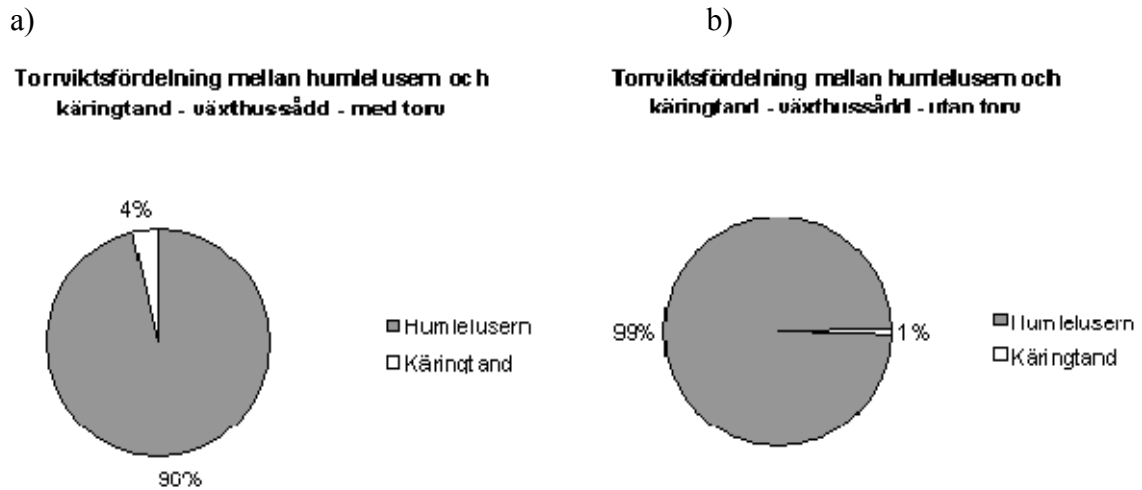 a)
b)
Torrviktsfördelning mellan humlelusern och
käringtand - växthussådd - med torv
4%
96%
Humlelusern
Käringtand
Torrviktsfördelning mellan humlelusern och
käringtand - växthussådd - utan torv
99%
1%
Humlelusern
Käringtand